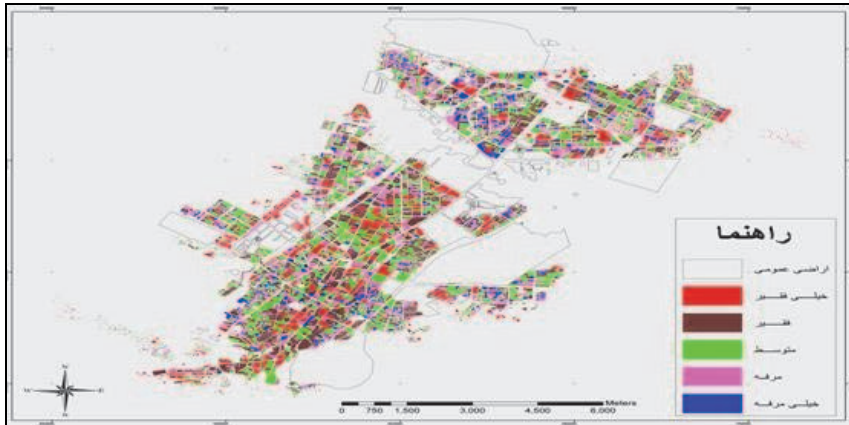 راهنما
اراضی عمومی
خیلی فقیر
فقیر
متوسط
مرفه
خیلی مرفه
N
W
E
S
Meters
0 750 1,500 3,000 4,500 6,000